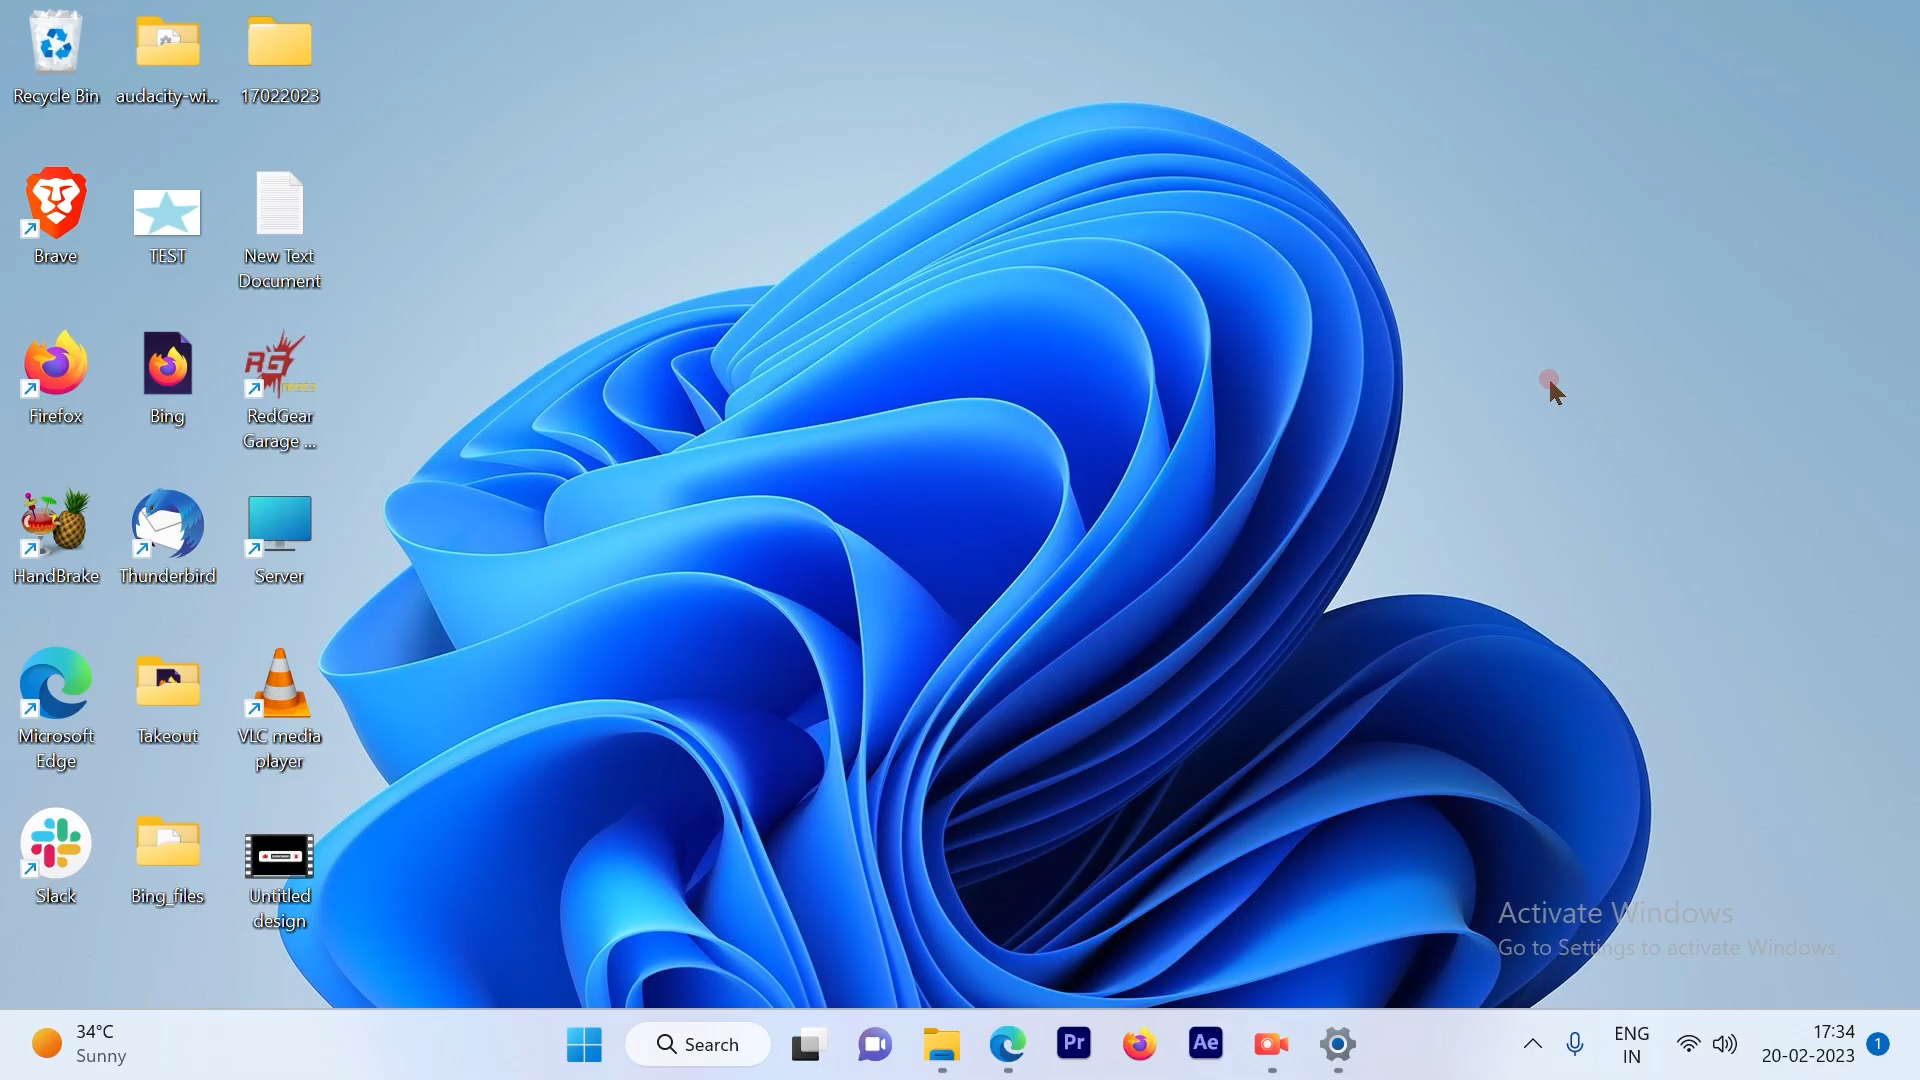 Recycle Bin
audacity-wi...
17022023
Brave
TEST
New Text
Document
Firefox
Bing
RG
RedGear
Garage ...
HandBrake
Thunderbird
Server
Microsoft
Edge
Takeout
VLC media
player
Slack
Bing_files
Untitled
design
Activate Windows
Go to Settings to activate Windows.
34°C
Sunny
Search
Pr
Ae
ENG
IN
17:34
20-02-2023
1